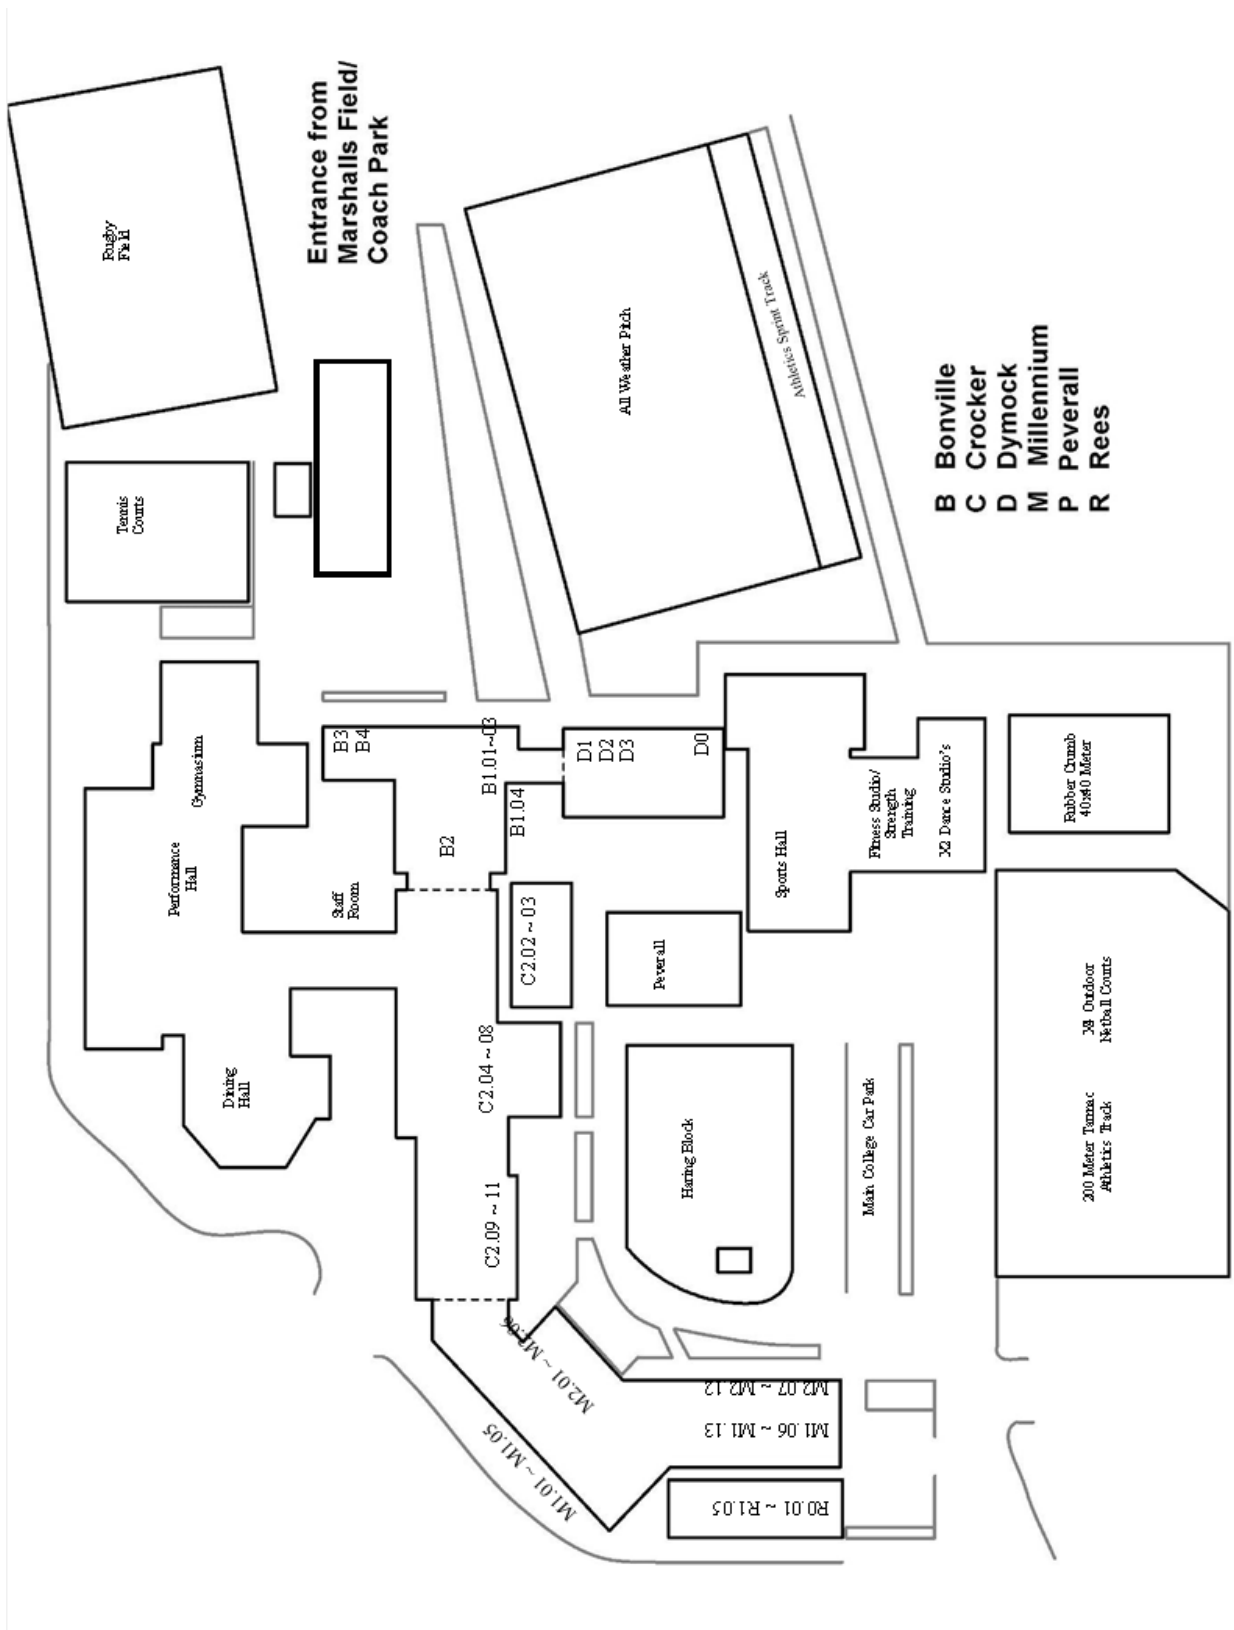 Entrance from
Marshalls Field/
Coach Park
Rugby
Field
Tennis
Courts
All Weather Pitch
Athletics Sprint Track
B Bonville
C Crocker
D Dymock
M Millennium
P Peverall
R Rees
Gymnasium
Performance
Hall
Staff
Room
Dining
Hall
B3
B4
B2
B1.01~03
B1.04
D1
D2
D3
D0
Sports Hall
Fitness Studio/
Strength
Training
X2 Dance Studio's
Rubber Crumb
40x40 Meter
C2.02 ~ 03
Peverall
C2.04 ~ 08
C2.09 ~ 11
Haring Block
Main College Car Park
Outdoor
Netball Courts
200 Meter Tarmac
Athletics Track
M2.01 ~ M2.06
M1.01 ~ M1.05
M2.07 ~ M2.12
M1.06 ~ M1.13
R0.01 ~ R1.05